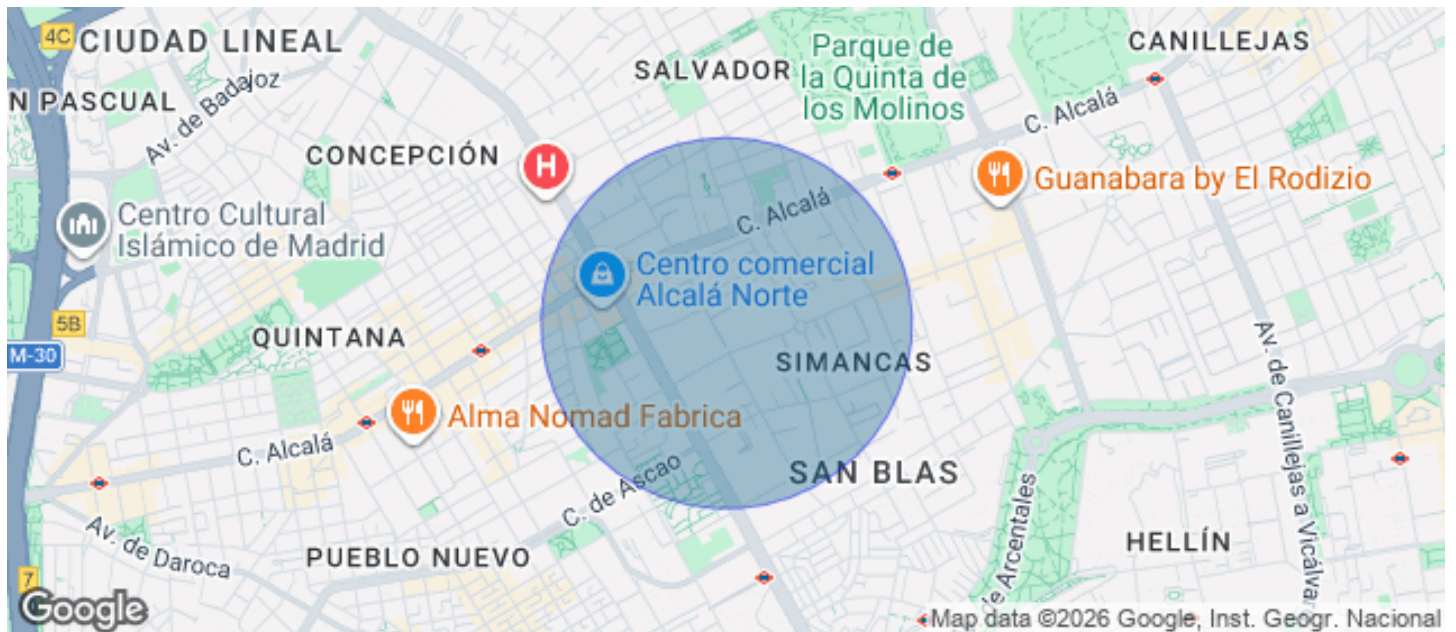 4C
CIUDAD LINEAL
N PASCUAL
Av. de Badajoz
SALVADOR
Parque de
la Quinta de
los Molinos
CANILLEJAS
C. Alcalá
CONCEPCIÓN
H
Guanabara by El Rodizio
Centro Cultural
Islámico de Madrid
C. Alcalá
Centro comercial
Alcalá Norte
5B
M-30
QUINTANA
SIMANCAS
Av. de Canillejas a Vicálvar
Alma Nomad Fabrica
C. Alcalá
SAN BLAS
C. de Ascao
Av. de Daroca
PUEBLO NUEVO
de Arcentales
HELLÍN
7
Google
Map data ©2026 Google, Inst. Geogr. Nacional